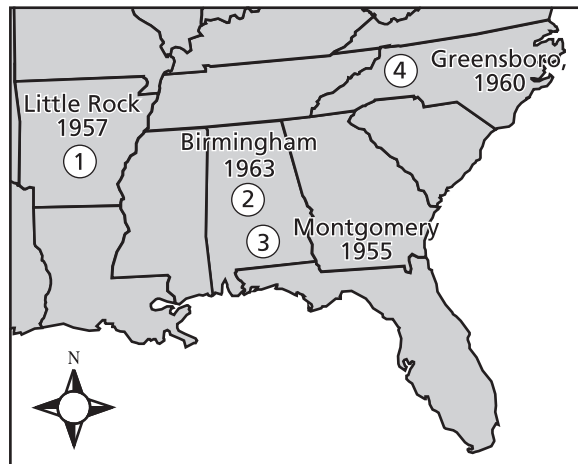 4
Greensboro,
1960
Little Rock
1957
1
Birmingham
1963
2
3
Montgomery
1955
N